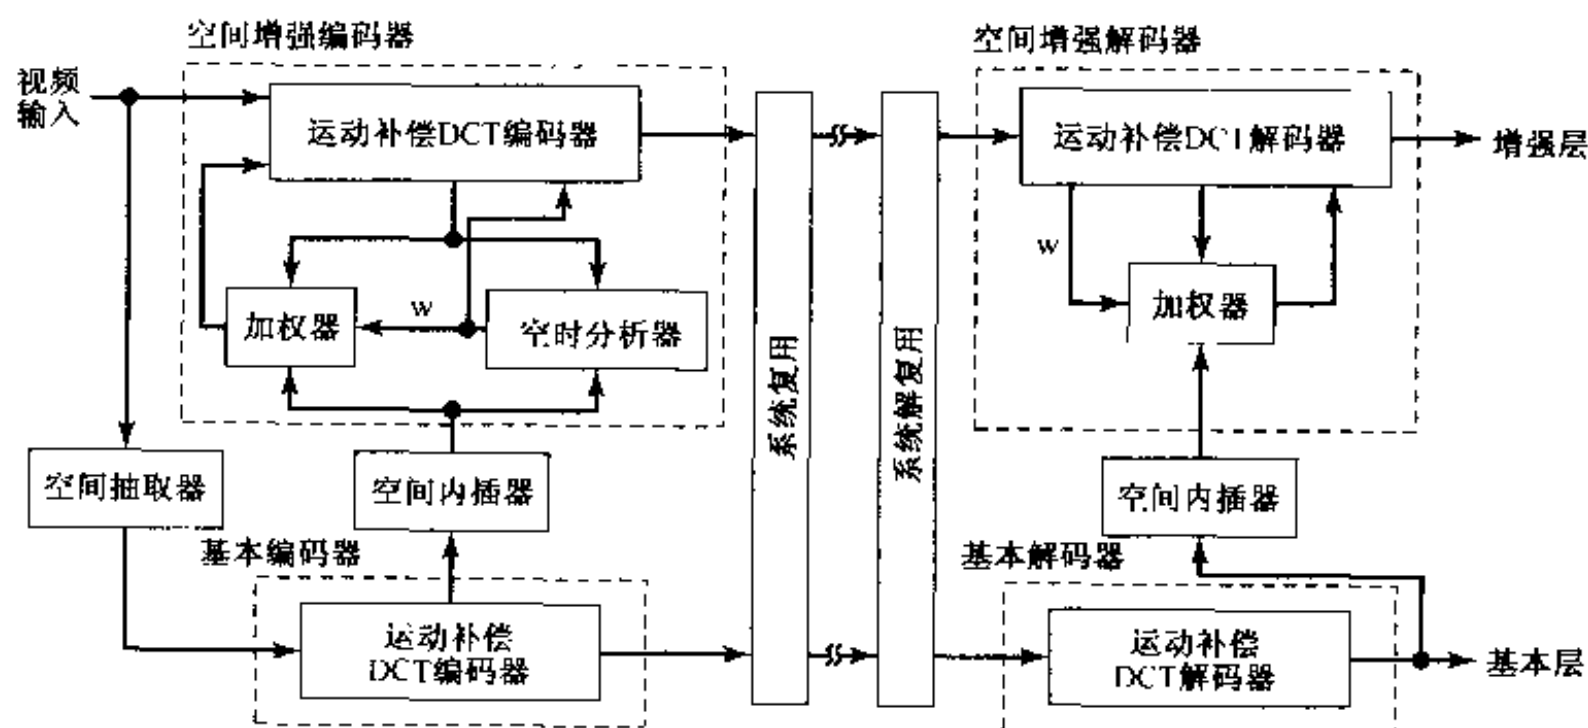 空间增强编码器
空间增强解码器
视频
输入
运动补偿DCT编码器
运动补偿DCT解码器
增强层
w
加权器
w
空时分析器
加权器
系统复用
系统解复用
空间抽取器
空间内插器
空间内插器
基本编码器
基本解码器
运动补偿
DCT编码器
运动补偿
DCT解码器
基本层